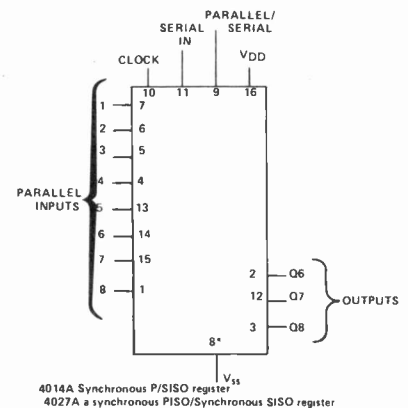 PARALLEL/
SERIAL
SERIAL
IN
CLOCK
VDD
10 11 9 16
1 7
2 6
3 5
4 4
PARALLEL
INPUTS
5 13
6 14
7 15
8 1
2 Q6
12 Q7
3 Q8
OUTPUTS
8*
Vss
4014A Synchronous P/SISO register
4027A a synchronous PISO/Synchronous SISO register